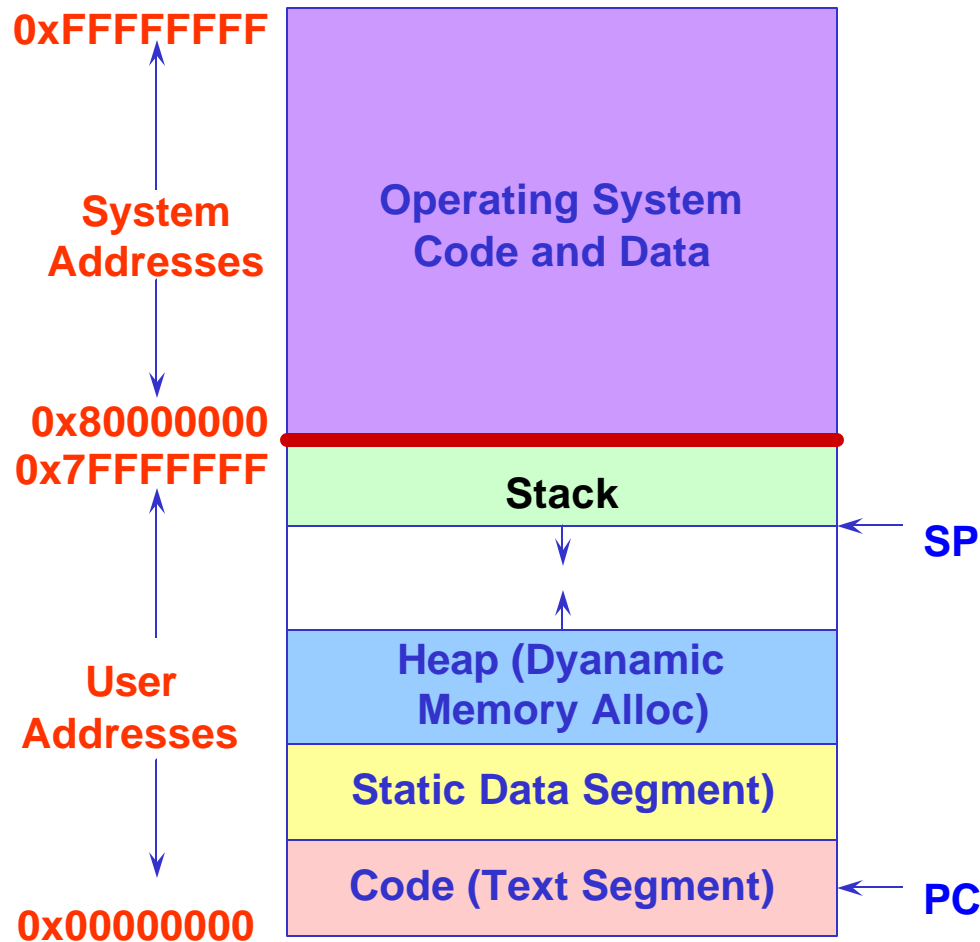 0xFFFFFFFF
System
Addresses
Operating System
Code and Data
0x80000000
0x7FFFFFFF
Stack
SP
User
Addresses
Heap (Dyanamic
Memory Alloc)
Static Data Segment)
Code (Text Segment)
PC
0x00000000